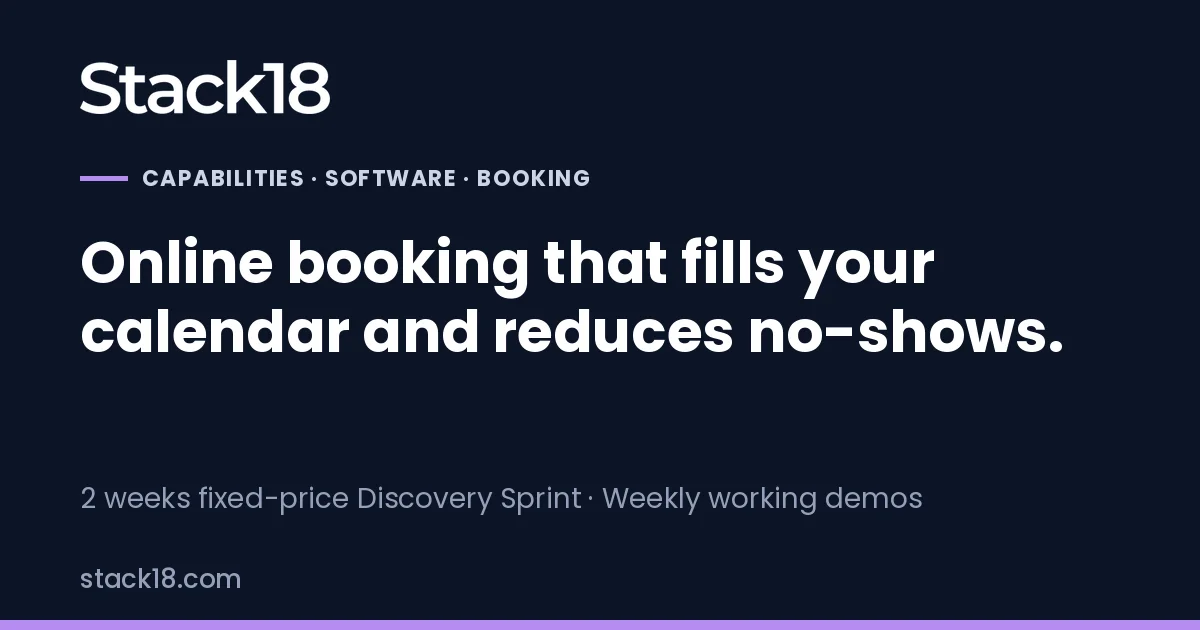 Stack18
CAPABILITIES · SOFTWARE · BOOKING
Online booking that fills your
calendar and reduces no-shows.
2 weeks fixed-price Discovery Sprint · Weekly working demos
stack18.com